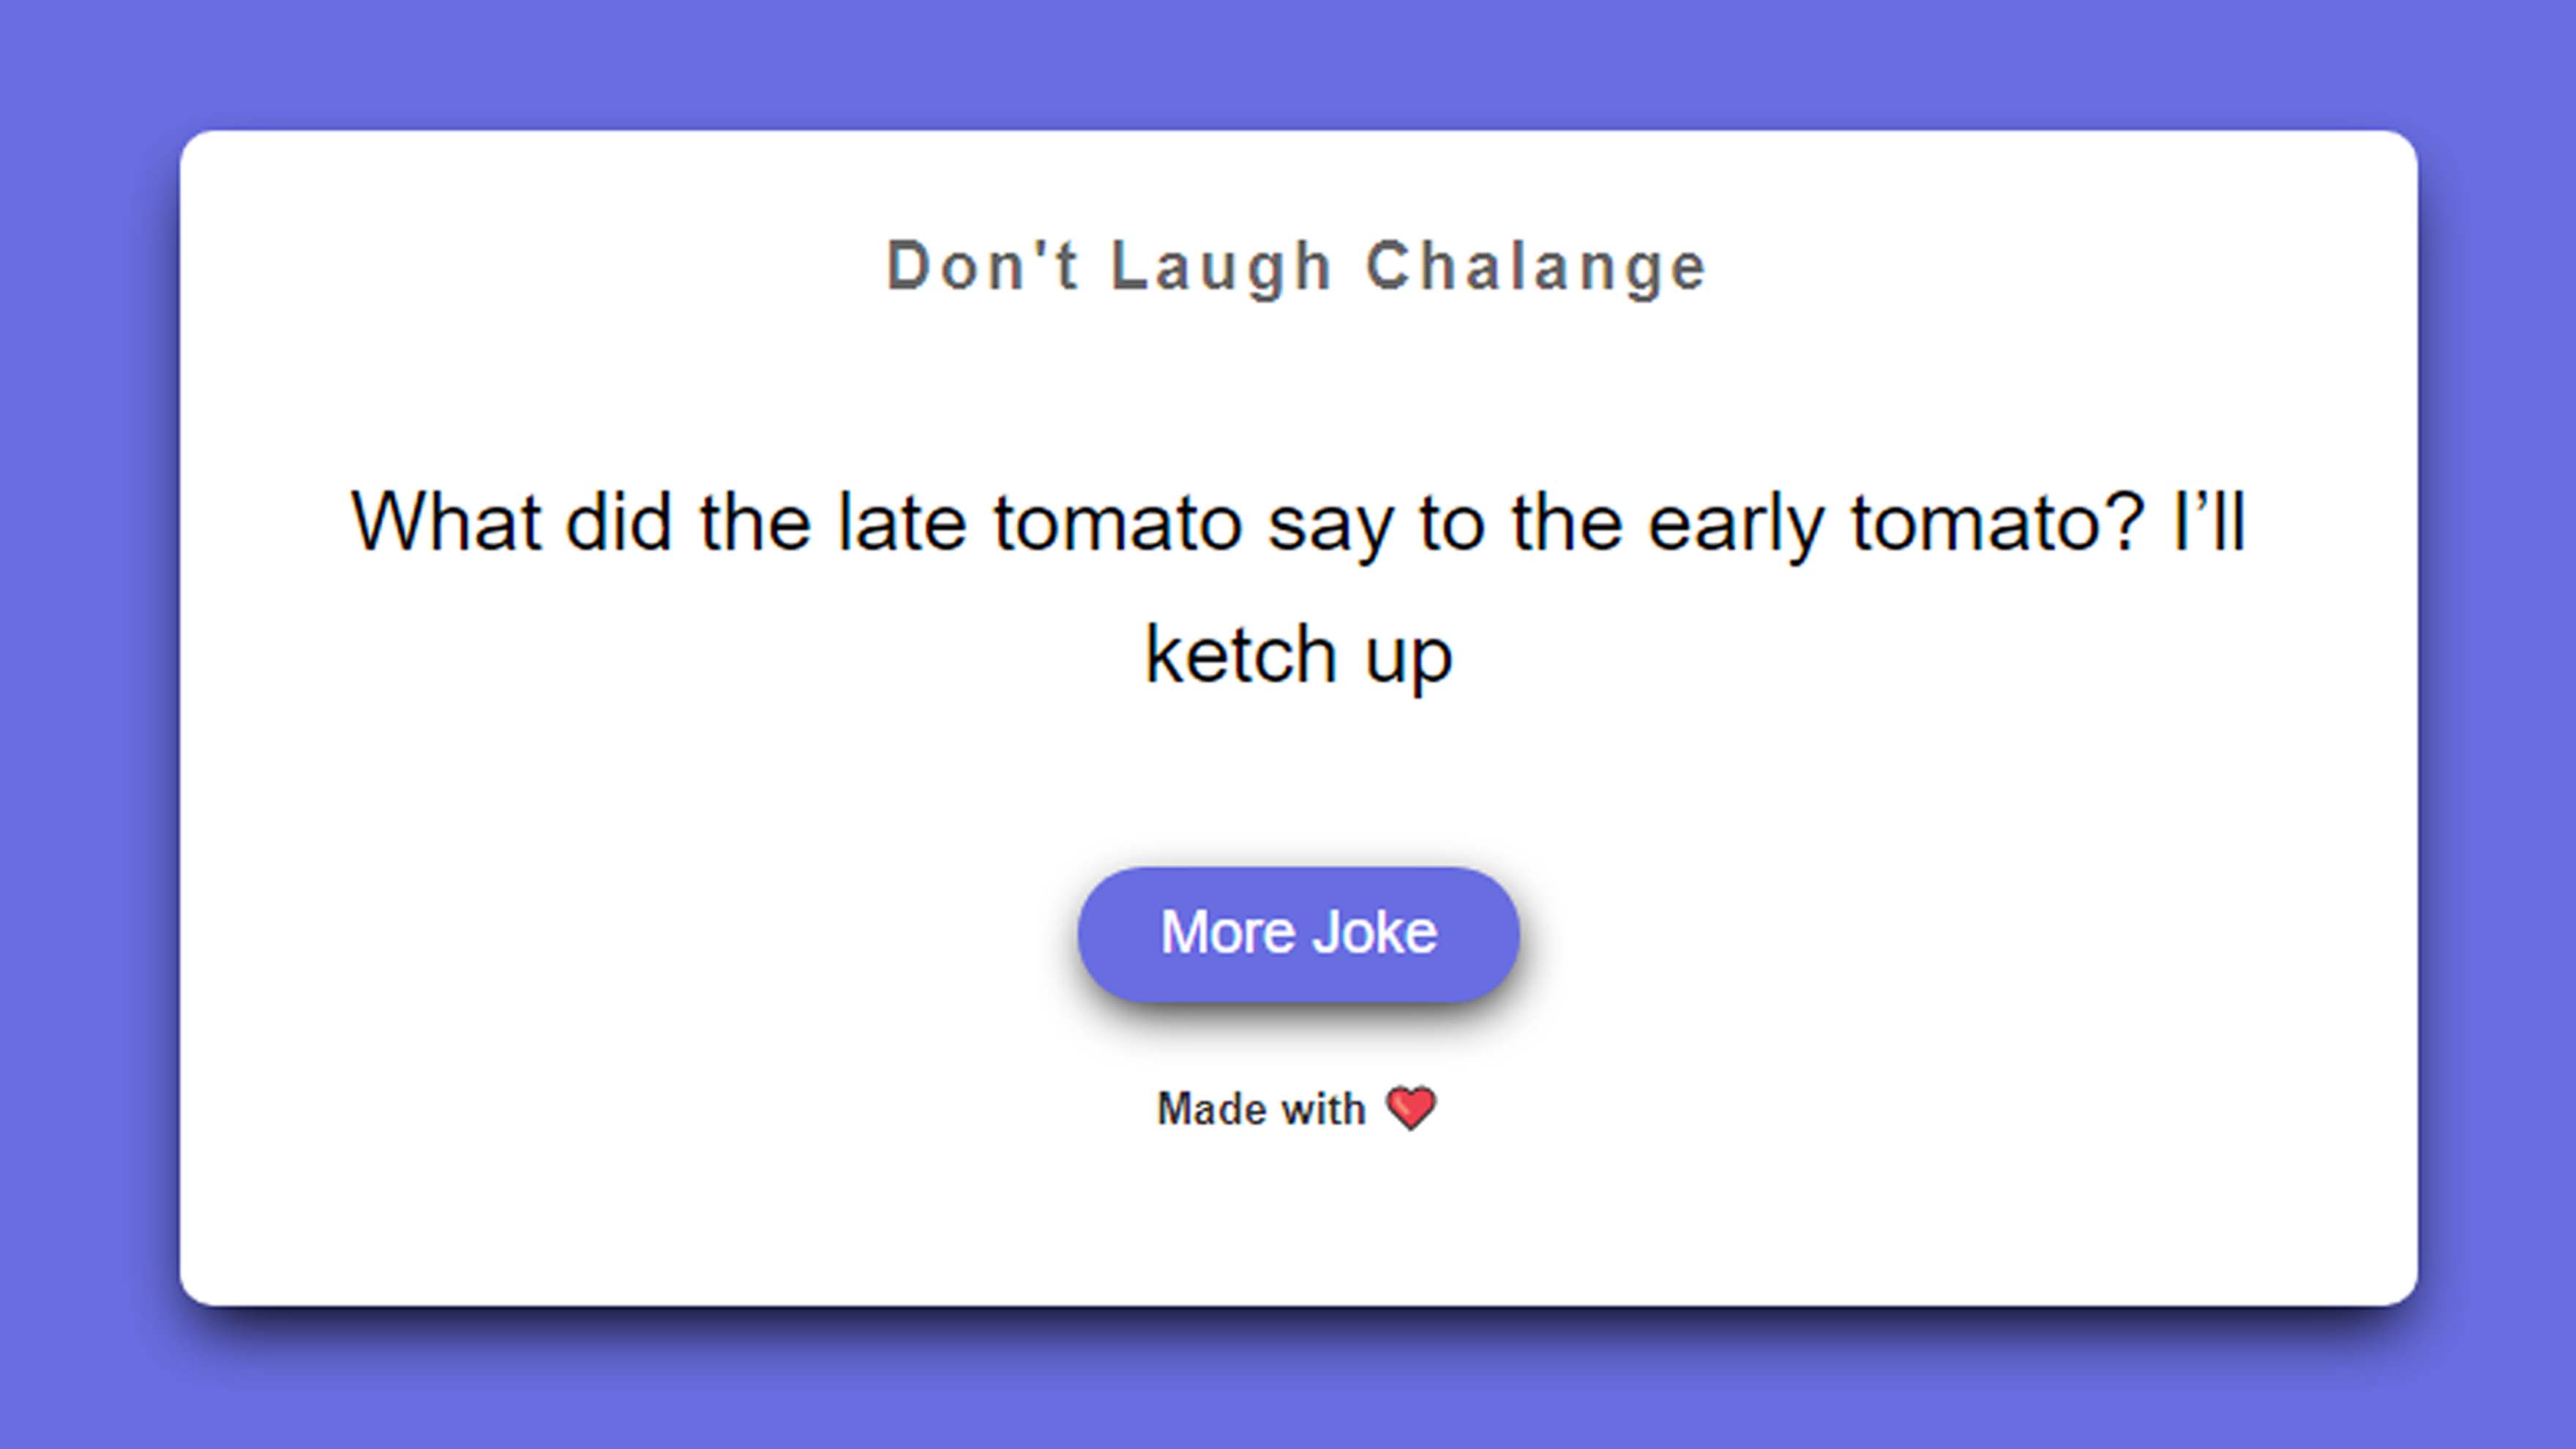 Don't Laugh Chalange
What did the late tomato say to the early tomato? I’ll
ketch up
More Joke
Made with ❤️